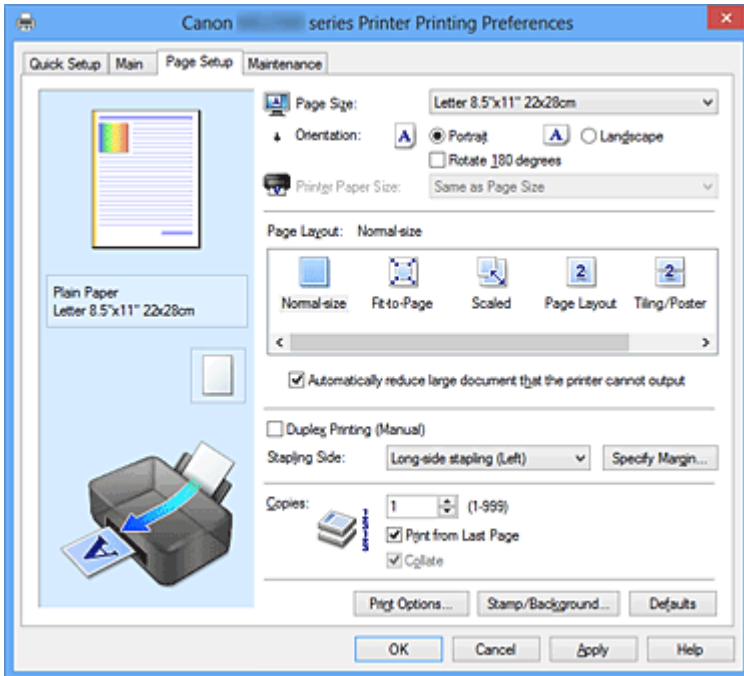 Canon series Printer Printing Preferences
Quick Setup Main Page Setup Maintenance
Page Size: Letter 8.5"x11" 22x28cm
Orientation: A Portrait A Landscape
Rotate 180 degrees
Printer Paper Size: Same as Page Size
Page Layout: Normal-size
2 2
Normal-size Fit-to-Page Scaled Page Layout Tiling/Poster
Plain Paper
Letter 8.5"x11" 22x28cm
Automatically reduce large document that the printer cannot output
Duplex Printing (Manual)
Stapling Side: Long-side stapling (Left) Specify Margin...
Copies: 1 (1-999)
Print from Last Page
Collate
A
Print Options... Stamp/Background... Defaults
OK Cancel Apply Help